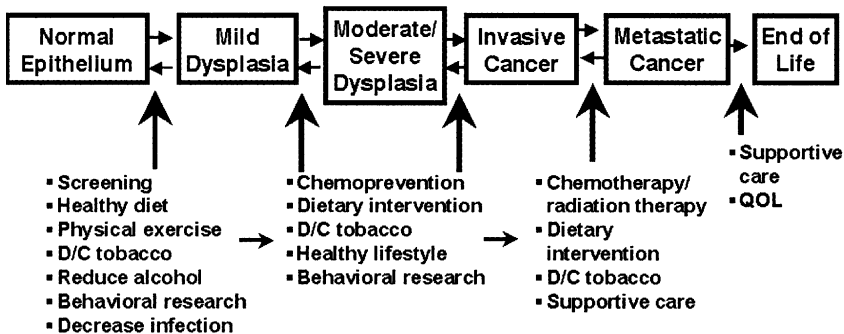 Normal
Epithelium
Mild
Dysplasia
Moderate/
Severe
Dysplasia
Invasive
Cancer
Metastatic
Cancer
End of
Life
▪ Screening
▪ Healthy diet
▪ Physical exercise
▪ D/C tobacco
▪ Reduce alcohol
▪ Behavioral research
▪ Decrease infection
▪ Chemoprevention
▪ Dietary intervention
▪ D/C tobacco
▪ Healthy lifestyle
▪ Behavioral research
▪ Chemotherapy/
radiation therapy
▪ Dietary
intervention
▪ D/C tobacco
▪ Supportive care
▪ Supportive
care
▪ QOL